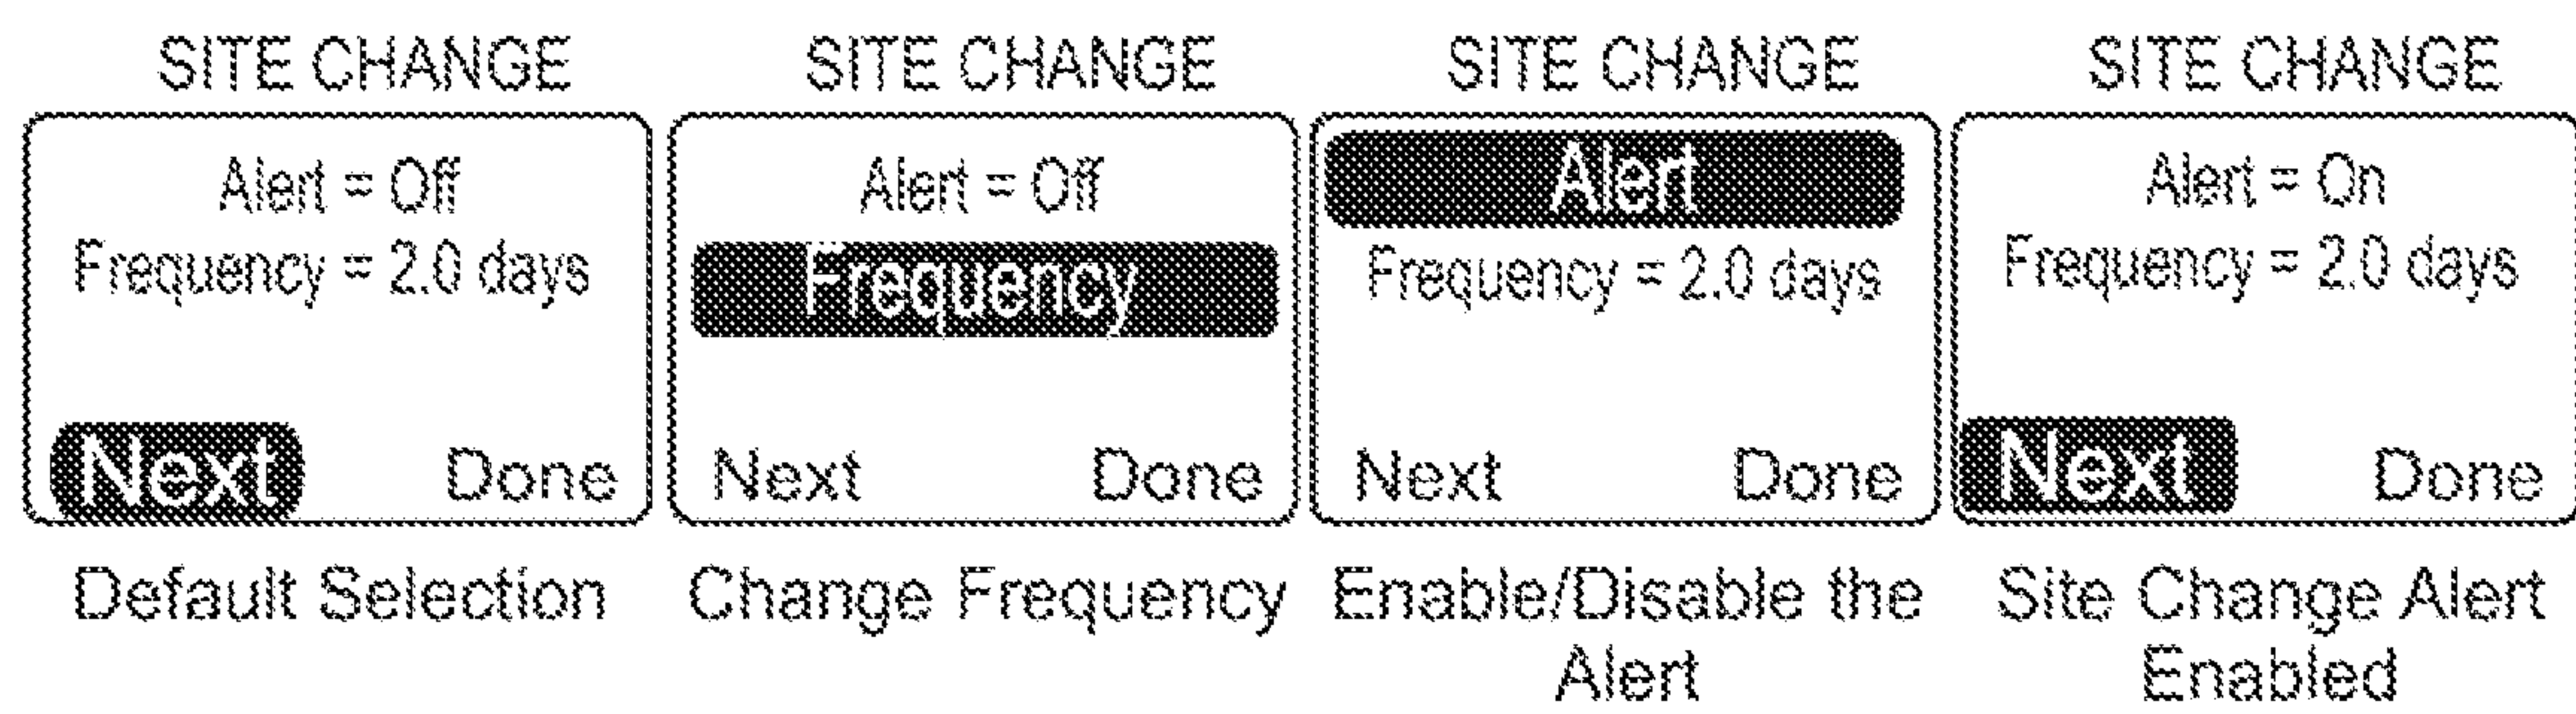 SITE CHANGE
Alert = Off
Frequency = 2.0 days
Next Done
Default Selection
SITE CHANGE
Alert = Off
Frequency
Next Done
Change Frequency
SITE CHANGE
Alert
Frequency = 2.0 days
Next Done
Enable/Disable the
Alert
SITE CHANGE
Alert = On
Frequency = 2.0 days
Next Done
Site Change Alert
Enabled